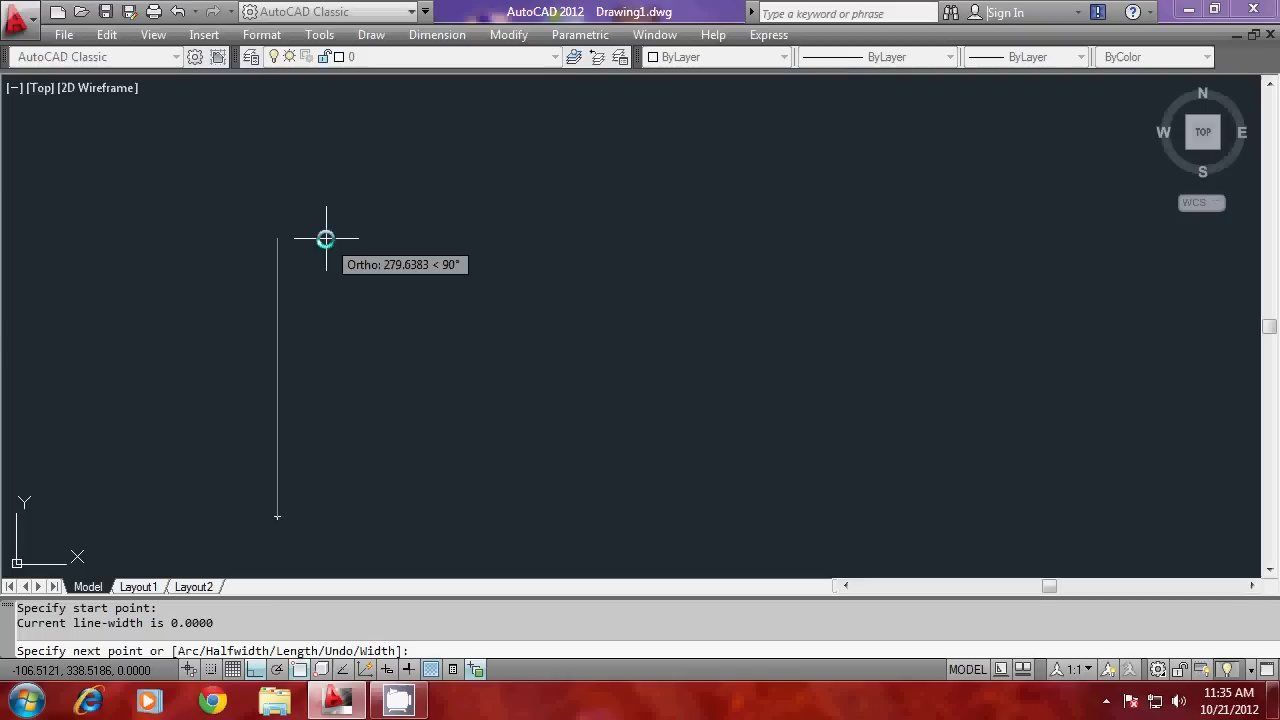 AutoCAD Classic
AutoCAD 2012 Drawing1.dwg
Type a keyword or phrase
Sign In
File Edit View Insert Format Tools Draw Dimension Modify Parametric Window Help Express
AutoCAD Classic
0
ByLayer
ByLayer
ByLayer
ByColor
[−] [Top] [2D Wireframe]
N
W
TOP
E
S
WCS
Ortho: 279.6383 < 90°
Y
X
Model Layout1 Layout2
Specify start point:
Current line-width is 0.0000
Specify next point or [Arc/Halfwidth/Length/Undo/Width]:
-106.5121, 338.5186, 0.0000
MODEL
1:1
11:35 AM
10/21/2012